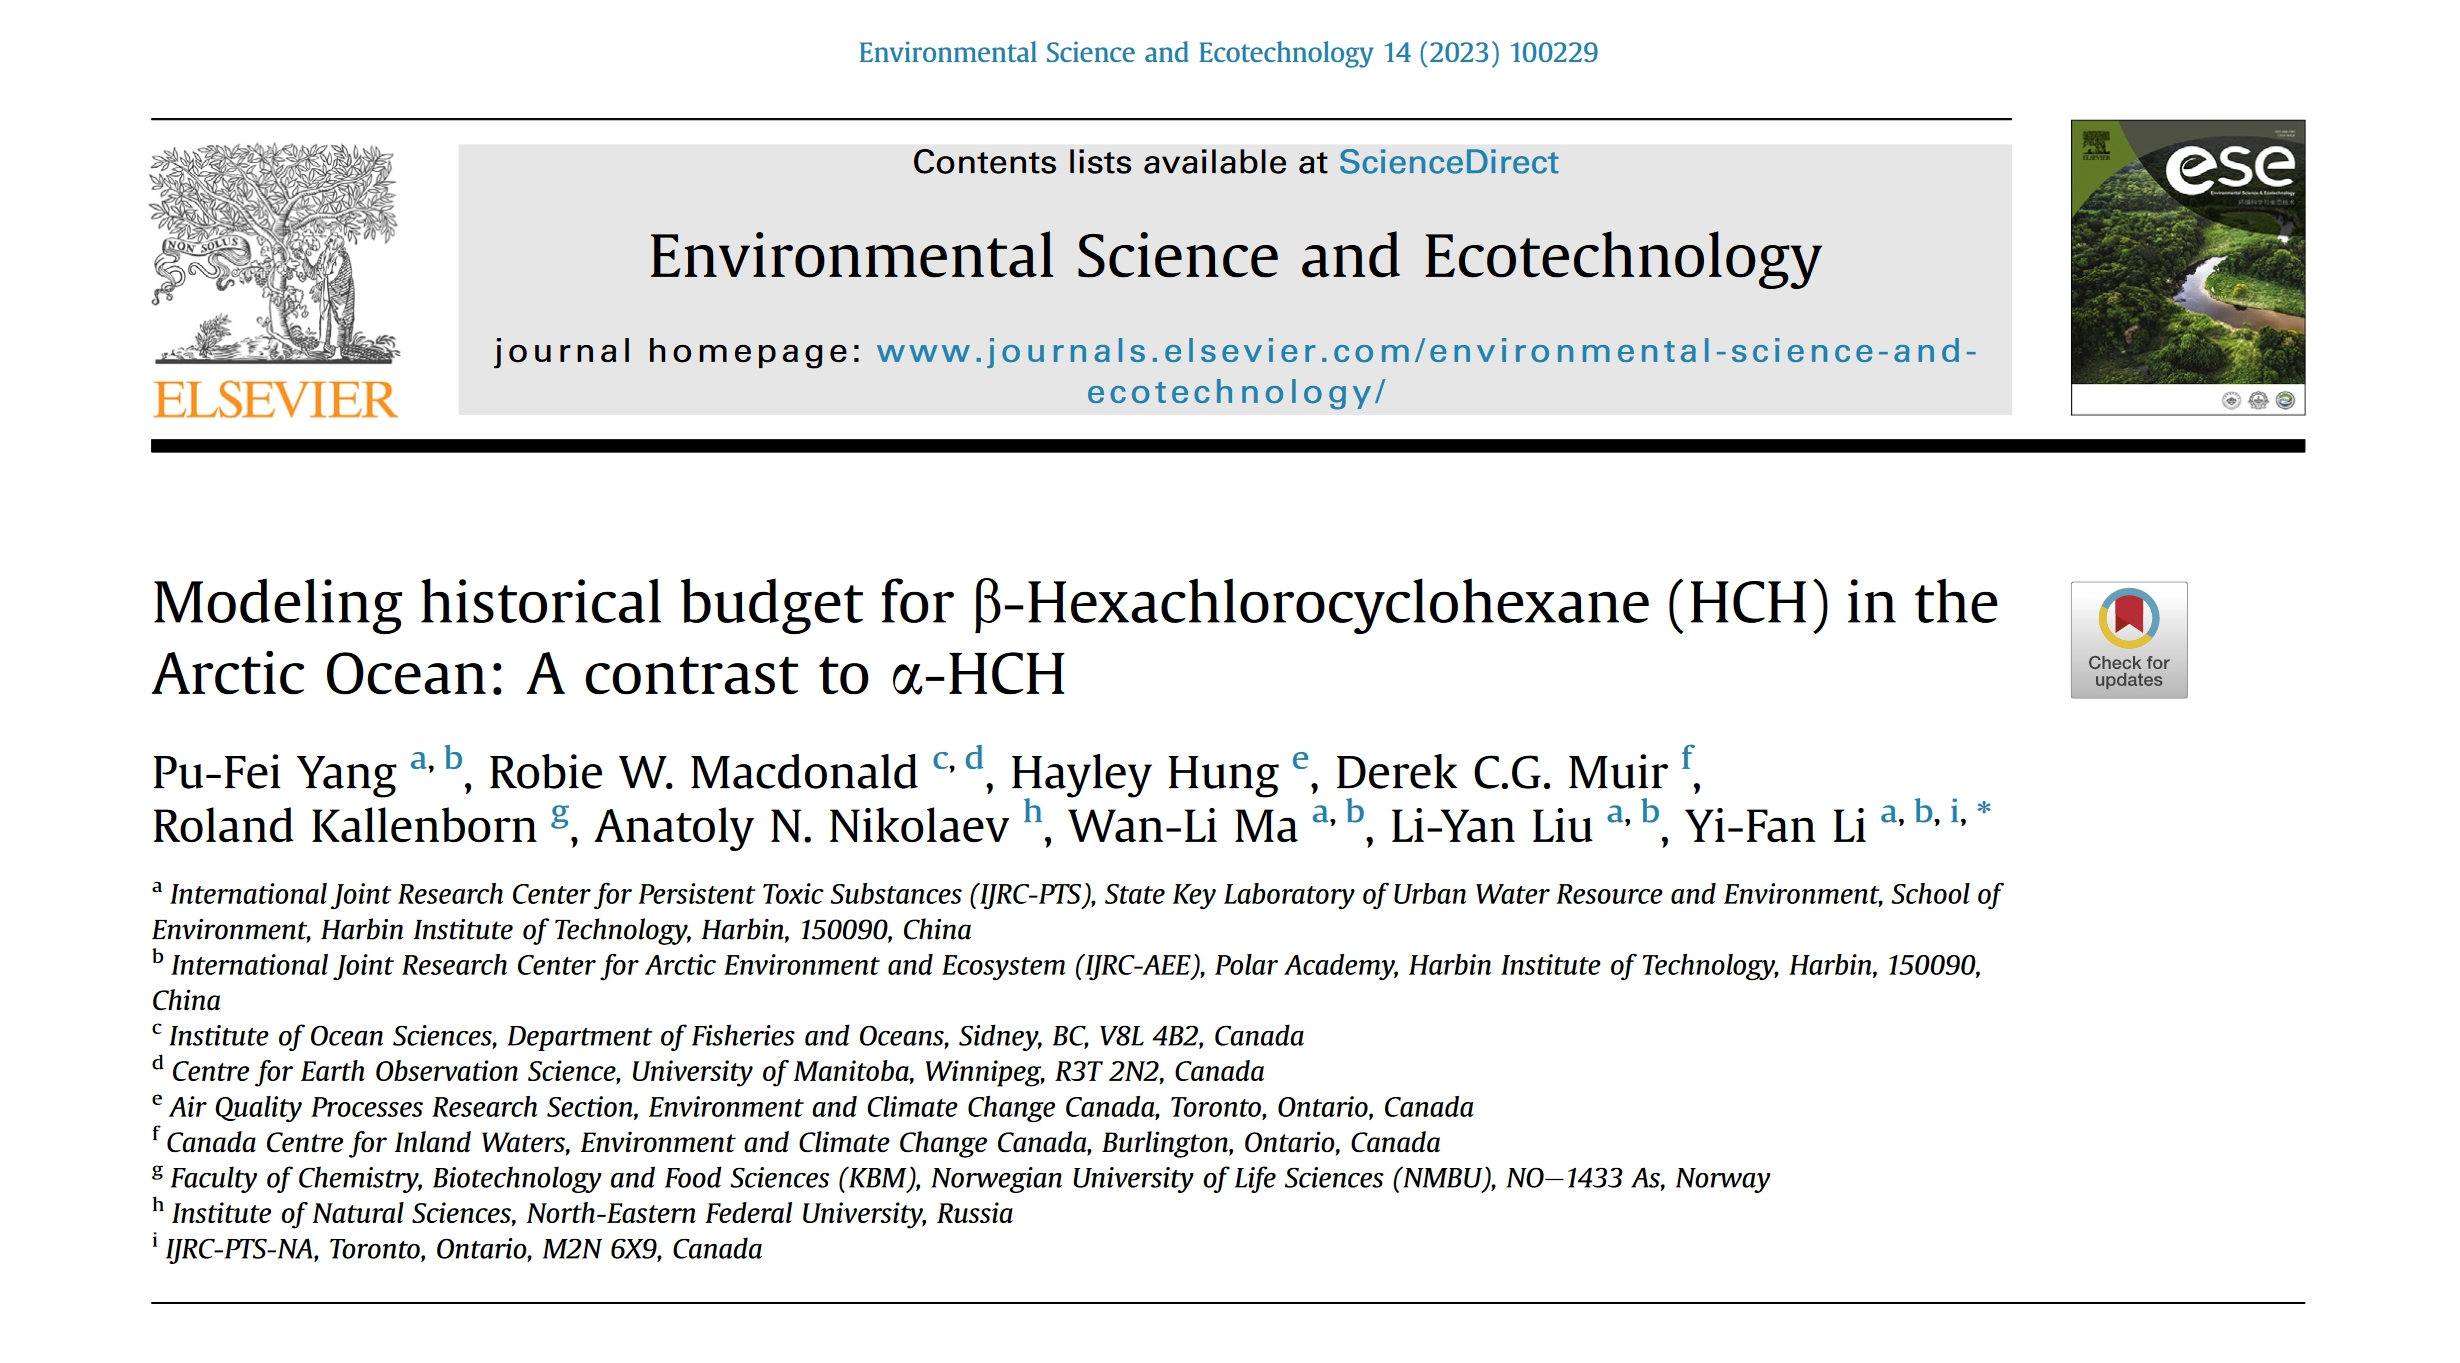 Environmental Science and Ecotechnology 14 (2023) 100229
Contents lists available at ScienceDirect
Environmental Science and Ecotechnology
journal homepage: www.journals.elsevier.com/environmental-science-and-
ecotechnology/
NON SOLUS
ELSEVIER
ELSEVIER
ese
Environmental Science & Ecotechnology
Modeling historical budget for β-Hexachlorocyclohexane (HCH) in the
Arctic Ocean: A contrast to α-HCH
Check for
updates
Pu-Fei Yang a, b, Robie W. Macdonald c, d, Hayley Hung e, Derek C.G. Muir f,
Roland Kallenborn g, Anatoly N. Nikolaev h, Wan-Li Ma a, b, Li-Yan Liu a, b, Yi-Fan Li a, b, i, *
a International Joint Research Center for Persistent Toxic Substances (IJRC-PTS), State Key Laboratory of Urban Water Resource and Environment, School of
Environment, Harbin Institute of Technology, Harbin, 150090, China
b International Joint Research Center for Arctic Environment and Ecosystem (IJRC-AEE), Polar Academy, Harbin Institute of Technology, Harbin, 150090,
China
c Institute of Ocean Sciences, Department of Fisheries and Oceans, Sidney, BC, V8L 4B2, Canada
d Centre for Earth Observation Science, University of Manitoba, Winnipeg, R3T 2N2, Canada
e Air Quality Processes Research Section, Environment and Climate Change Canada, Toronto, Ontario, Canada
f Canada Centre for Inland Waters, Environment and Climate Change Canada, Burlington, Ontario, Canada
g Faculty of Chemistry, Biotechnology and Food Sciences (KBM), Norwegian University of Life Sciences (NMBU), NO−1433 As, Norway
h Institute of Natural Sciences, North-Eastern Federal University, Russia
i IJRC-PTS-NA, Toronto, Ontario, M2N 6X9, Canada